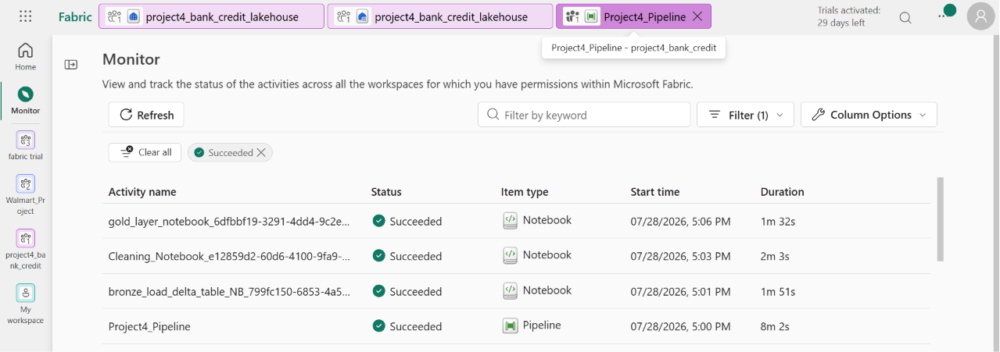 Fabric
project4_bank_credit_lakehouse
project4_bank_credit_lakehouse
Project4_Pipeline
Trials activated:
29 days left
Project4_Pipeline - project4_bank_credit
Home
Monitor
fabric trial
Walmart_Pr
oject
project4_ba
nk_credit
My
workspace
Monitor
View and track the status of the activities across all the workspaces for which you have permissions within Microsoft Fabric.
Refresh
Filter by keyword
Filter (1)
Column Options
Clear all
Succeeded
Activity name Status Item type Start time Duration
gold_layer_notebook_6dfbbf19-3291-4dd4-9c2e... Succeeded Notebook 07/28/2026, 5:06 PM 1m 32s
Cleaning_Notebook_e12859d2-60d6-4100-9fa9-... Succeeded Notebook 07/28/2026, 5:03 PM 2m 3s
bronze_load_delta_table_NB_799fc150-6853-4a5... Succeeded Notebook 07/28/2026, 5:01 PM 1m 51s
Project4_Pipeline Succeeded Pipeline 07/28/2026, 5:00 PM 8m 2s